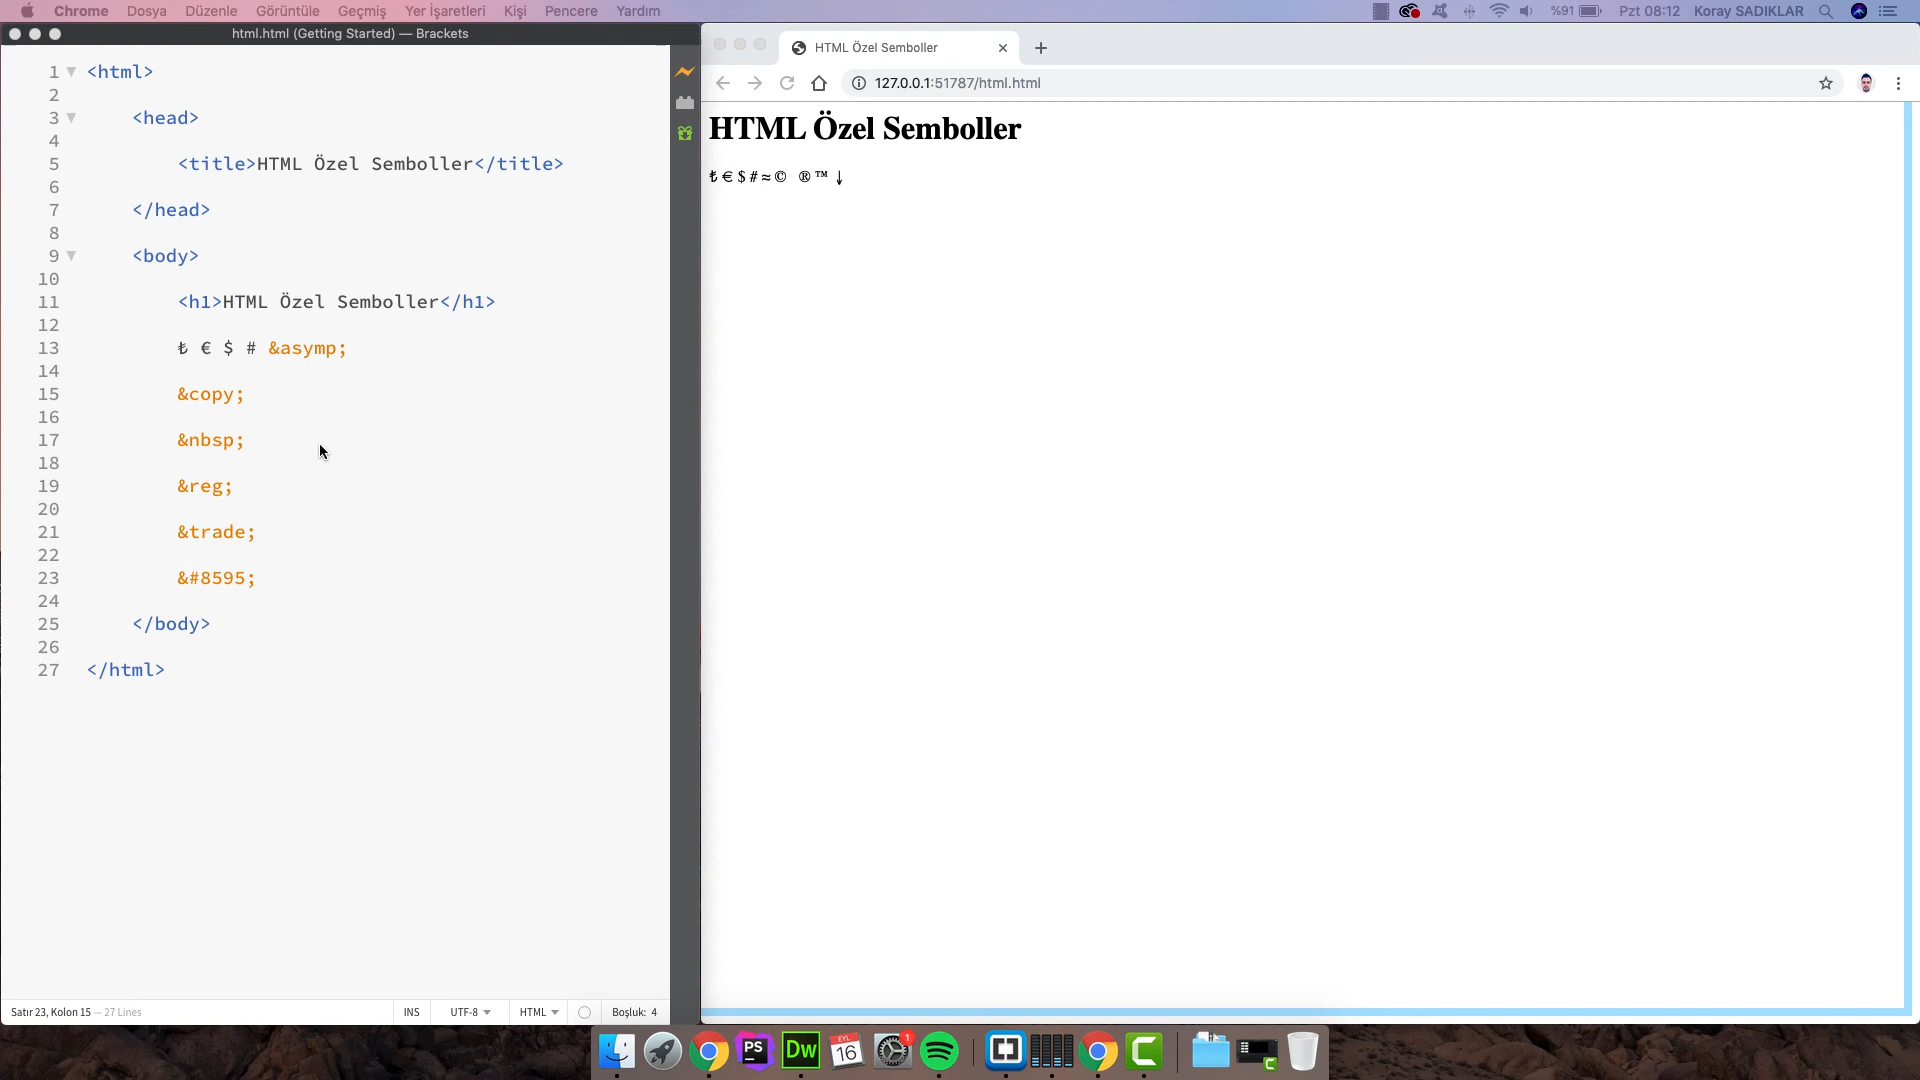 Chrome Dosya Düzenle Görüntüle Geçmiş Yer İşaretleri Kişi Pencere Yardım %91 Pzt 08:12 Koray SADIKLAR
html.html (Getting Started) — Brackets
1 <html>
2
3 <head>
4
5 <title>HTML Özel Semboller</title>
6
7 </head>
8
9 <body>
10
11 <h1>HTML Özel Semboller</h1>
12
13 ₺ € $ # &asymp;
14
15 &copy;
16
17 &nbsp;
18
19 &reg;
20
21 &trade;
22
23 &#8595;
24
25 </body>
26
27 </html>
Satır 23, Kolon 15 — 27 Lines INS UTF-8 HTML Boşluk: 4
HTML Özel Semboller
127.0.0.1:51787/html.html
HTML Özel Semboller
₺ € $ # ≈ © ® ™ ↓
PS Dw EYL 16 1